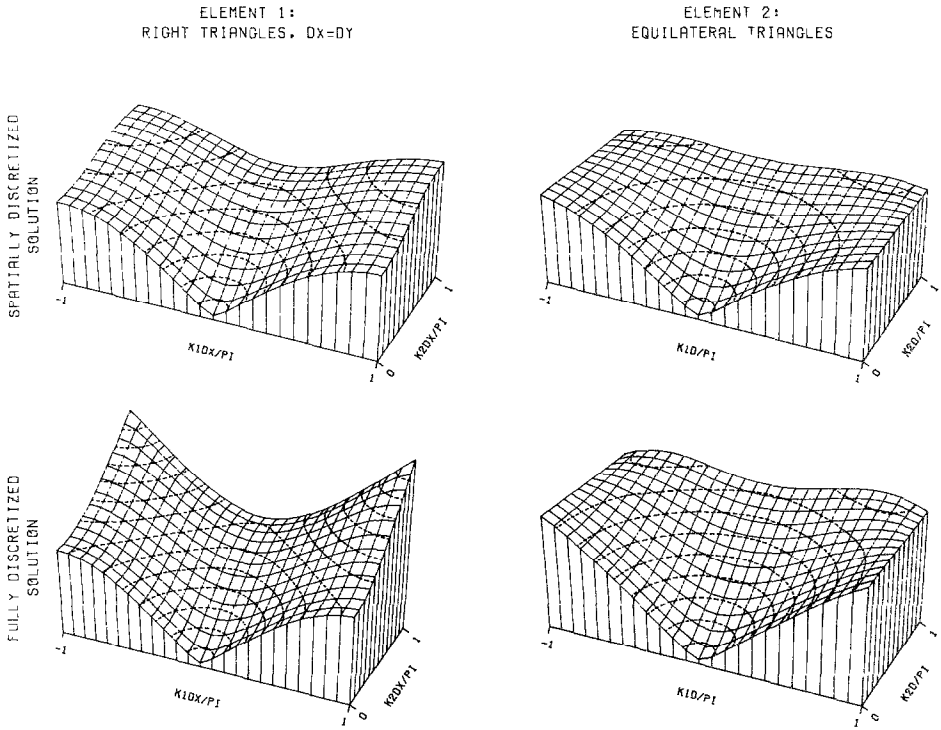 ELEMENT 1:
RIGHT TRIANGLES, DX=DY
ELEMENT 2:
EQUILATERAL TRIANGLES
SPATIALLY DISCRETIZED
SOLUTION
-1
K1DX/PI
1
0
K2DX/PI
1
-1
K1D/PI
1
0
K2D/PI
1
FULLY DISCRETIZED
SOLUTION
-1
K1DX/PI
1
0
K2DX/PI
1
-1
K1D/PI
1
0
K2D/PI
1